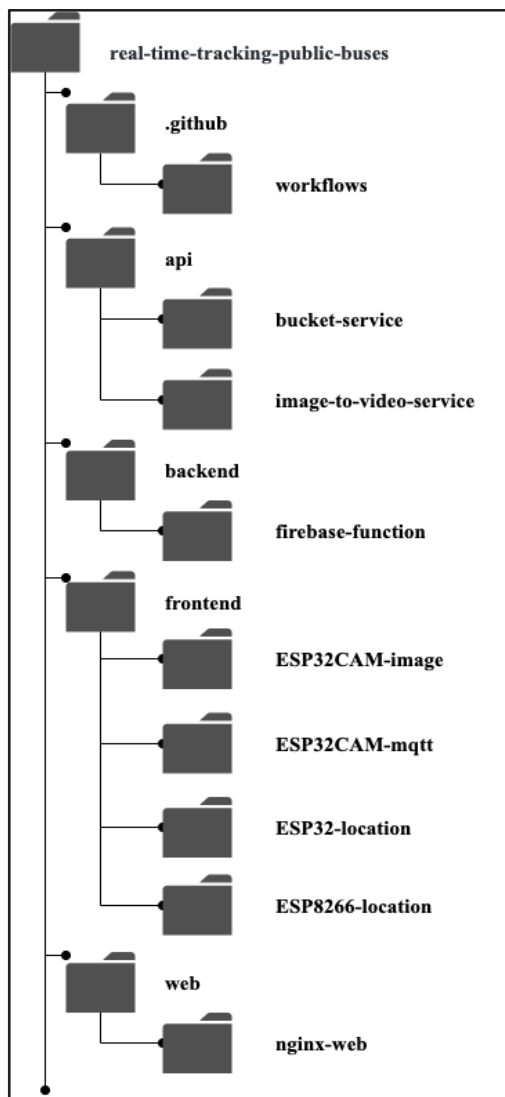 real-time-tracking-public-buses
.github
workflows
api
bucket-service
image-to-video-service
backend
firebase-function
frontend
ESP32CAM-image
ESP32CAM-mqtt
ESP32-location
ESP8266-location
web
nginx-web